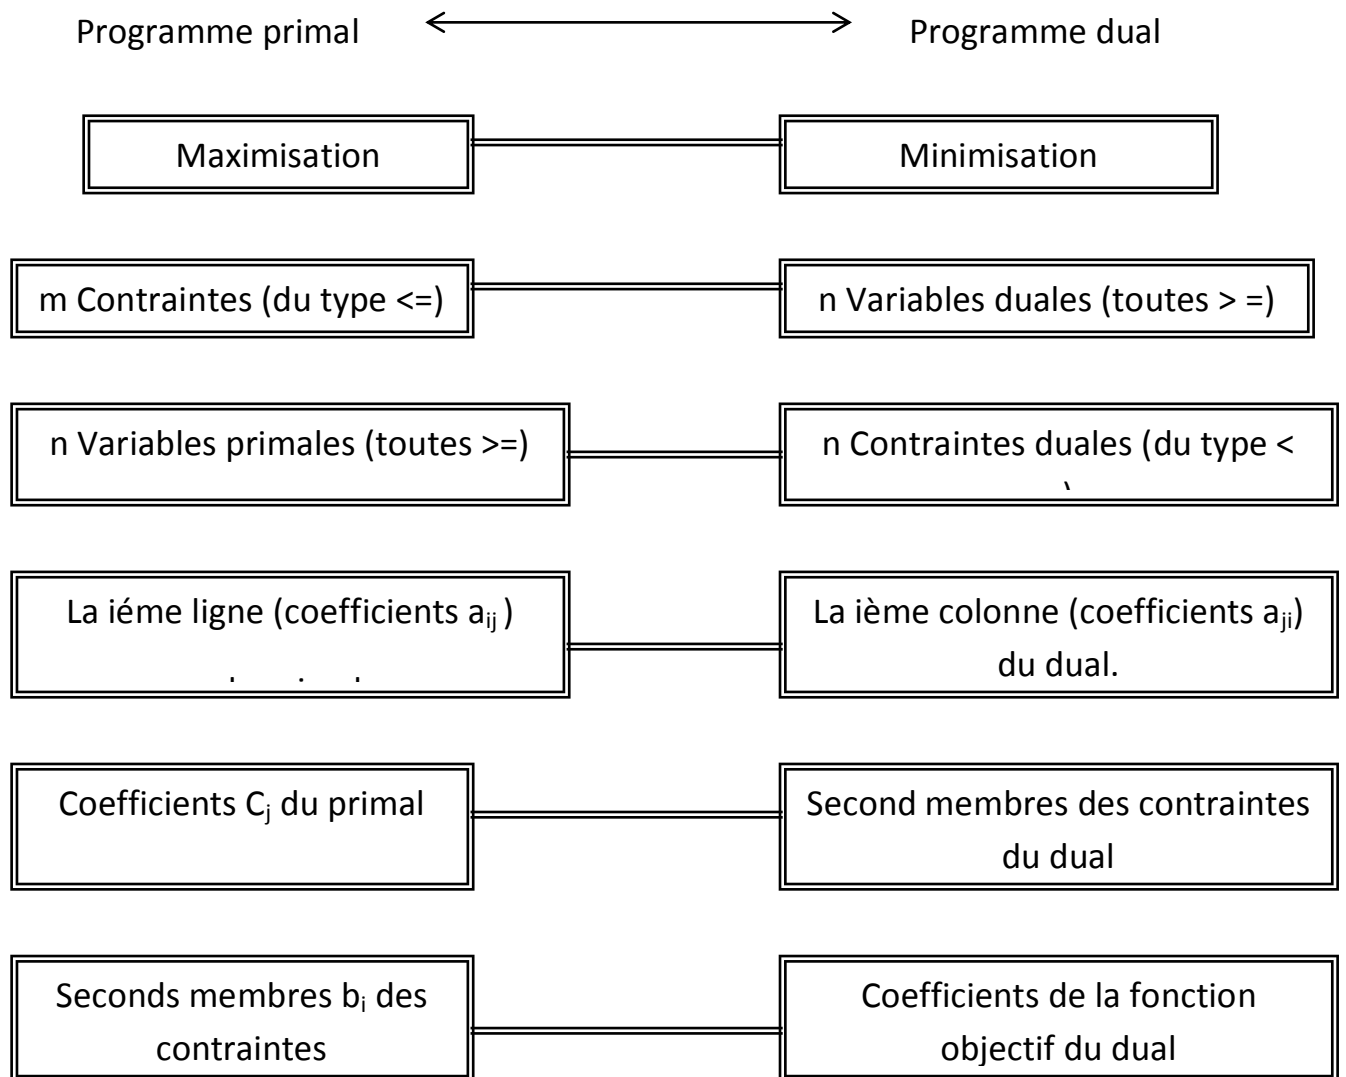 Programme primal
Programme dual
Maximisation
Minimisation
m Contraintes (du type <=)
n Variables duales (toutes > =)
n Variables primales (toutes >=)
n Contraintes duales (du type <
La iéme ligne (coefficients aij )
La ième colonne (coefficients aji)
du dual.
Coefficients Cj du primal
Second membres des contraintes
du dual
Seconds membres bi des
contraintes
Coefficients de la fonction
objectif du dual